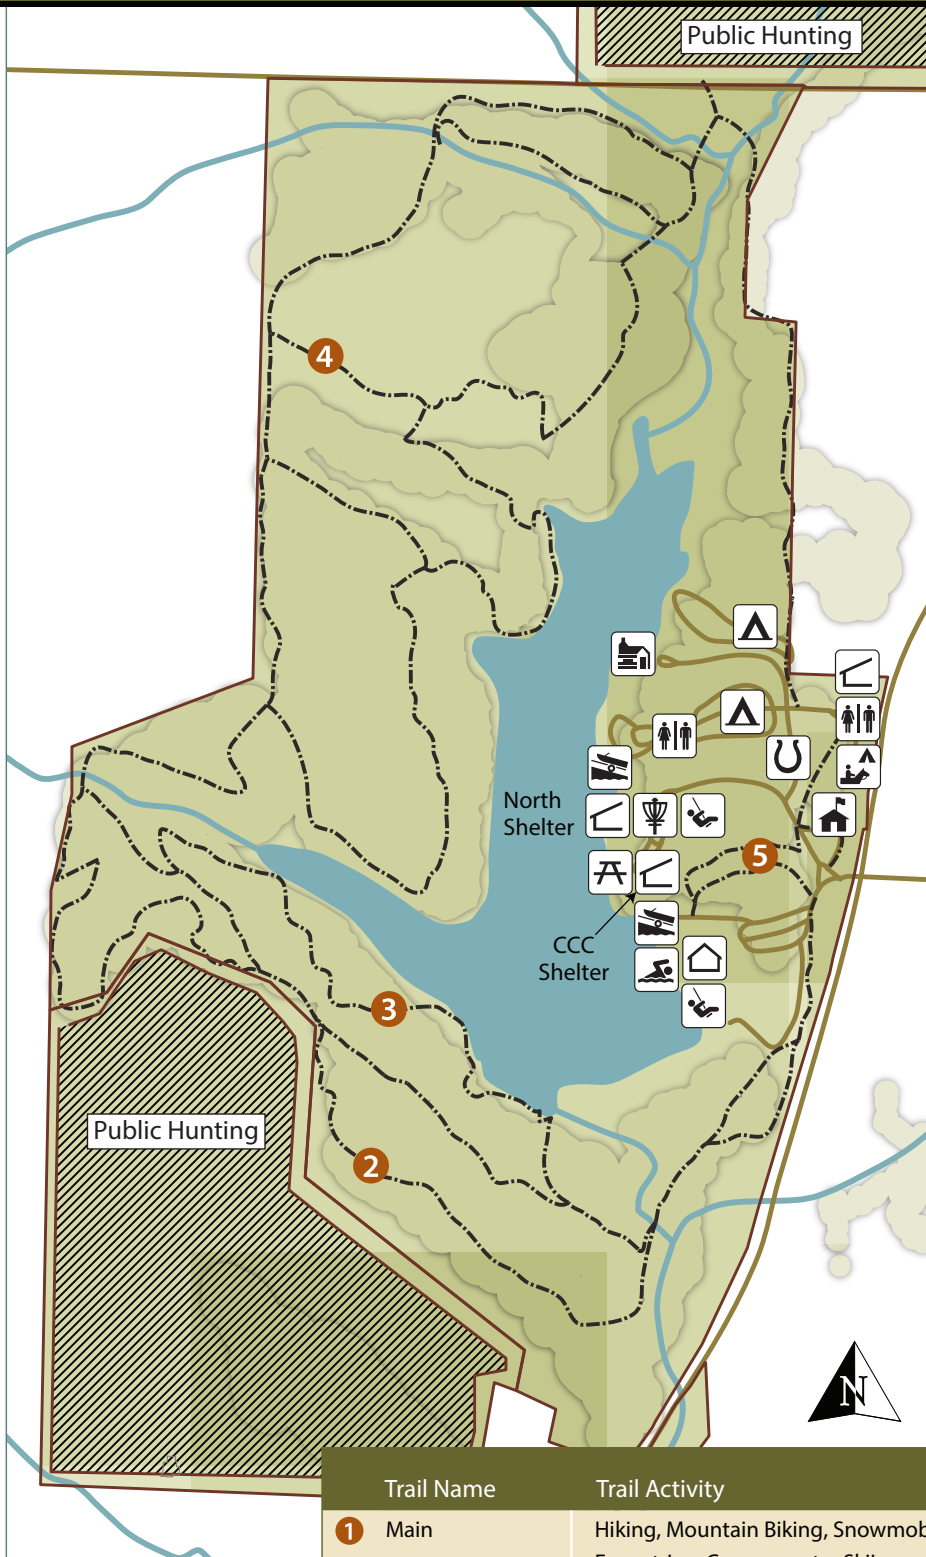 Public Hunting
4
North
Shelter
5
CCC
Shelter
3
Public Hunting
2
N
Trail Name Trail Activity
1 Main Hiking, Mountain Biking, Snowmob